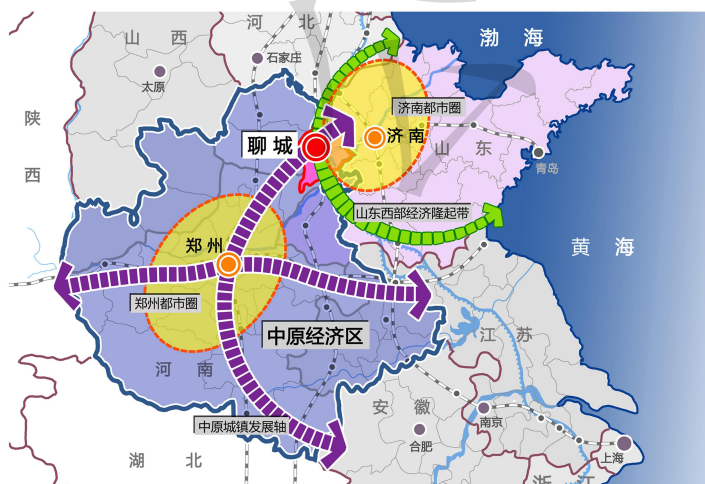 河 北
渤 海
山 西
石家庄
太原
济南都市圈
陕
西
聊 城
济 南
山 东
青岛
山东西部经济隆起带
郑 州
黄 海
郑州都市圈
中原经济区
江 苏
河 南
安 徽
中原城镇发展轴
南京
合肥
上海
湖 北
浙 江